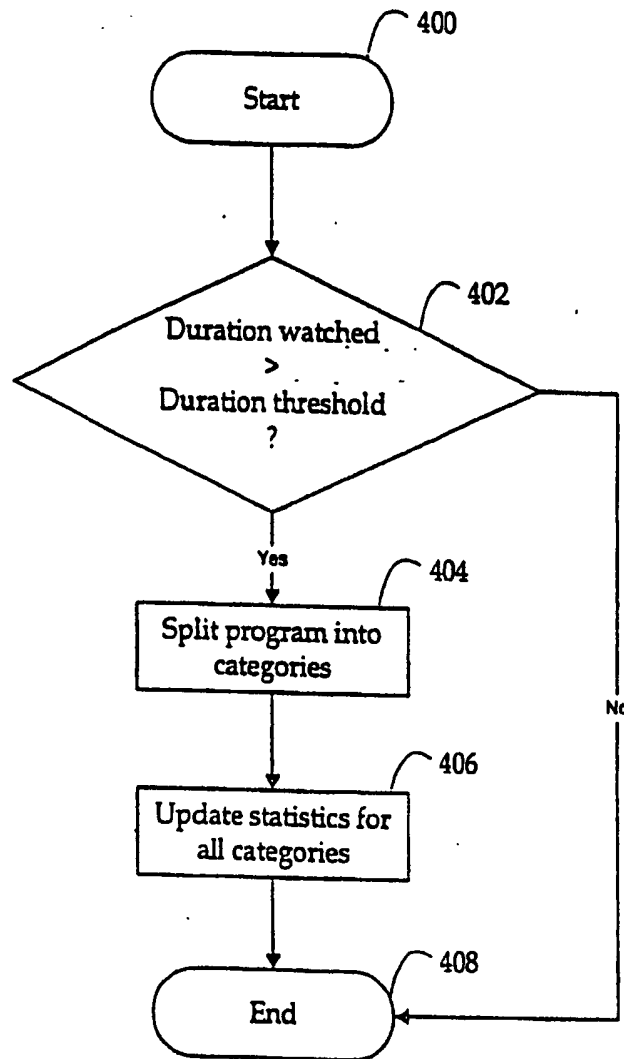 400
Start
402
Duration watched
>
Duration threshold
?
Yes
404
Split program into
categories
No
406
Update statistics for
all categories
408
End